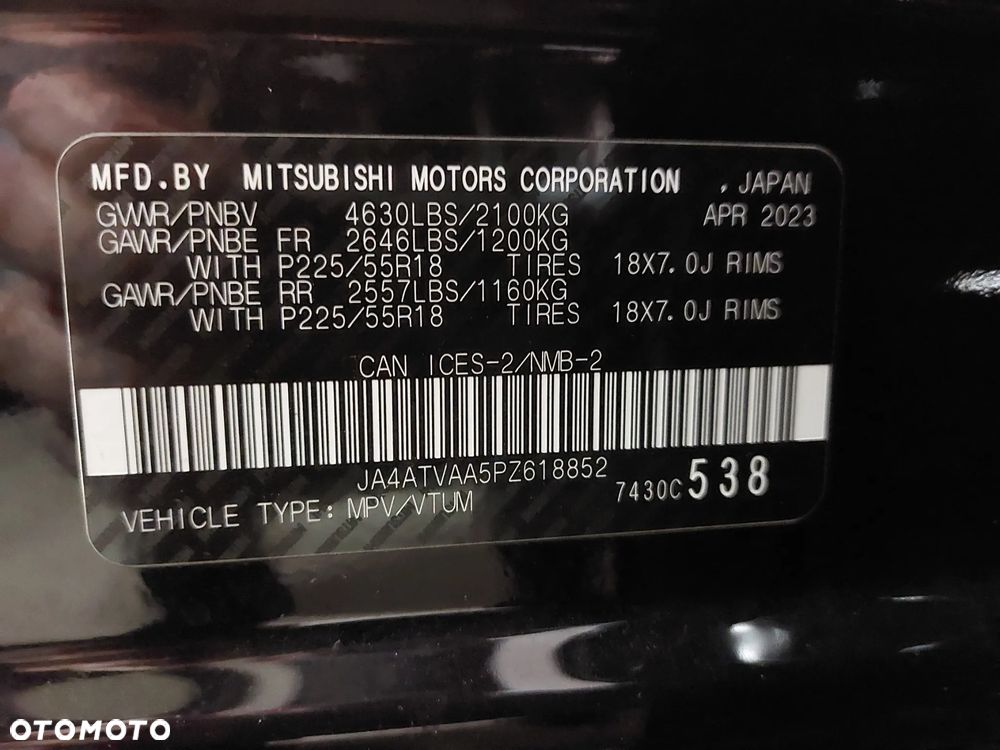 MFD.BY MITSUBISHI MOTORS CORPORATION , JAPAN
GVWR/PNBV 4630LBS/2100KG APR 2023
GAWR/PNBE FR 2646LBS/1200KG
WITH P225/55R18 TIRES 18X7.0J RIMS
GAWR/PNBE RR 2557LBS/1160KG
WITH P225/55R18 TIRES 18X7.0J RIMS
CAN ICES-2/NMB-2
JA4ATVAA5PZ618852
7430C 538
VEHICLE TYPE: MPV/VTUM
OTOMOTO